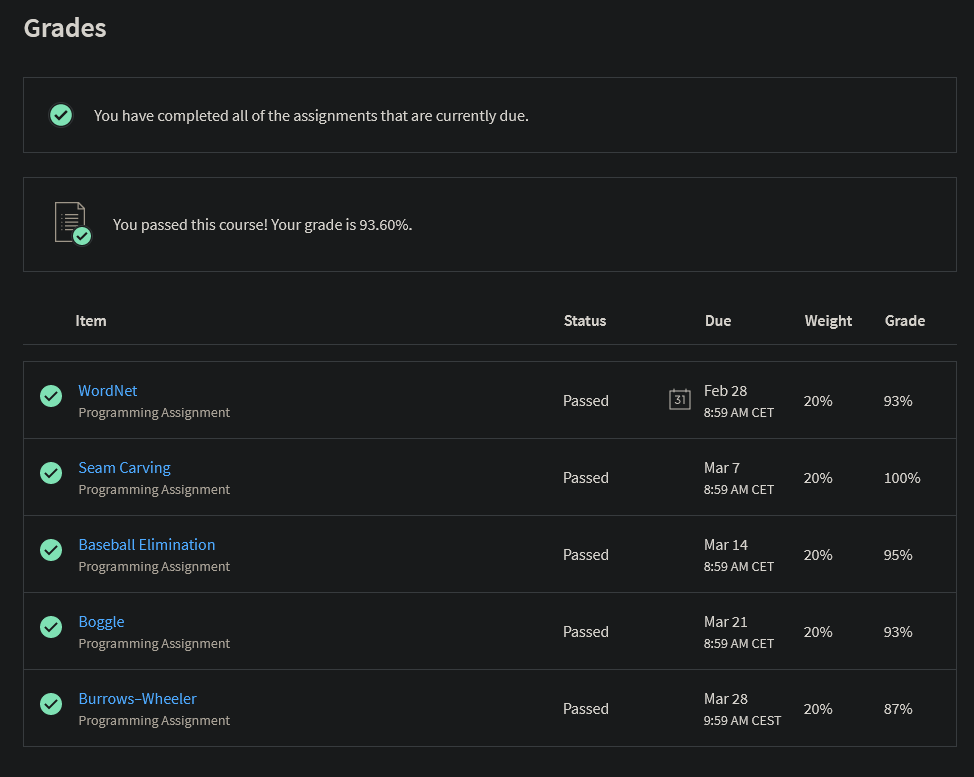 Grades
You have completed all of the assignments that are currently due.
You passed this course! Your grade is 93.60%.
Item Status Due Weight Grade
WordNet
Programming Assignment
Passed
31
Feb 28
8:59 AM CET
20%
93%
Seam Carving
Programming Assignment
Passed
Mar 7
8:59 AM CET
20%
100%
Baseball Elimination
Programming Assignment
Passed
Mar 14
8:59 AM CET
20%
95%
Boggle
Programming Assignment
Passed
Mar 21
8:59 AM CET
20%
93%
Burrows–Wheeler
Programming Assignment
Passed
Mar 28
9:59 AM CEST
20%
87%